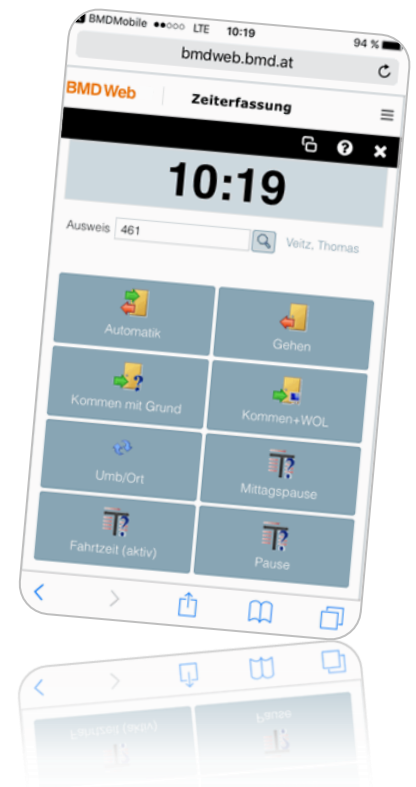 BMDMobile LTE 10:19 94 %
bmdweb.bmd.at
BMD Web Zeiterfassung
10:19
Ausweis 461 Veitz, Thomas
Automatik Gehen
Kommen mit Grund Kommen+WOL
Umb/Ort Mittagspause
Fahrtzeit (aktiv) Pause